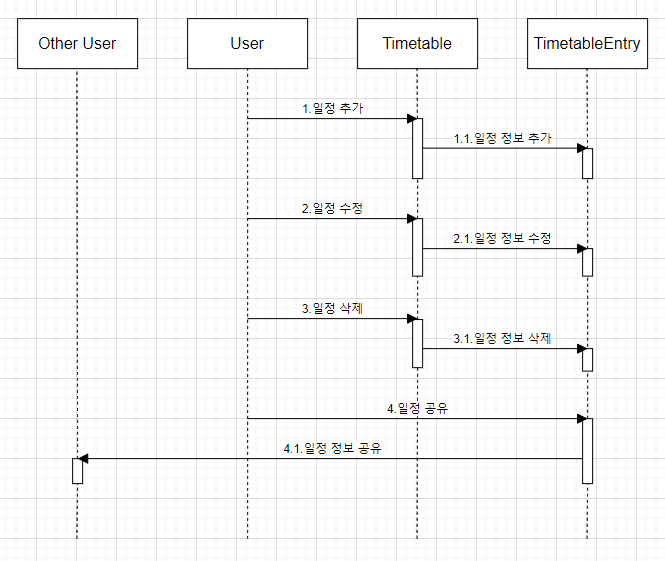 Other User
User
Timetable
TimetableEntry
1.일정 추가
1.1.일정 정보 추가
2.일정 수정
2.1.일정 정보 수정
3.일정 삭제
3.1.일정 정보 삭제
4.일정 공유
4.1.일정 정보 공유